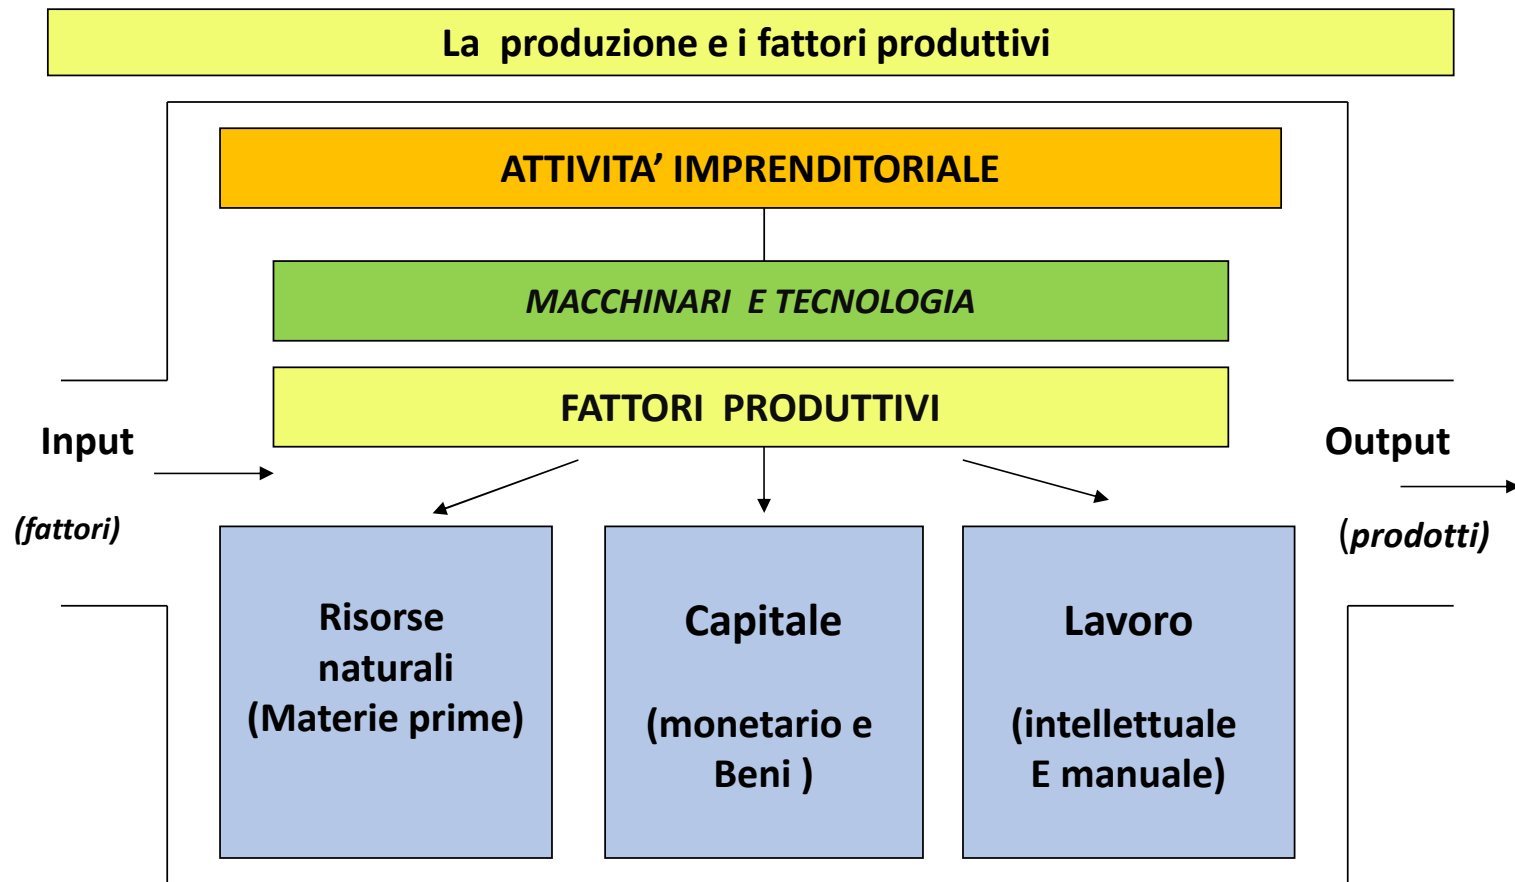 La produzione e i fattori produttivi
ATTIVITA’ IMPRENDITORIALE
MACCHINARI E TECNOLOGIA
FATTORI PRODUTTIVI
Input
(fattori)
Output
(prodotti)
Risorse
naturali
(Materie prime)
Capitale
(monetario e
Beni )
Lavoro
(intellettuale
E manuale)